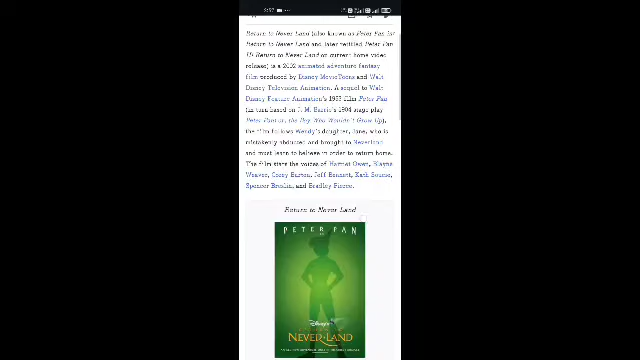 2:57
Return to Never Land (also known as Peter Pan in:
Return to Never Land and later retitled Peter Pan
II: Return to Never Land on current home video
release) is a 2002 animated adventure fantasy
film produced by Disney MovieToons and Walt
Disney Television Animation. A sequel to Walt
Disney Feature Animation's 1953 film Peter Pan
(in turn based on J. M. Barrie's 1904 stage play
Peter Pan; or, the Boy Who Wouldn't Grow Up),
the film follows Wendy's daughter, Jane, who is
mistakenly abducted and brought to Neverland
and must learn to believe in order to return home.
The film stars the voices of Harriet Owen, Blayne
Weaver, Corey Burton, Jeff Bennett, Kath Soucie,
Spencer Breslin, and Bradley Pierce.
Return to Never Land
PETER PAN
IN
Disney's
NEVER LAND